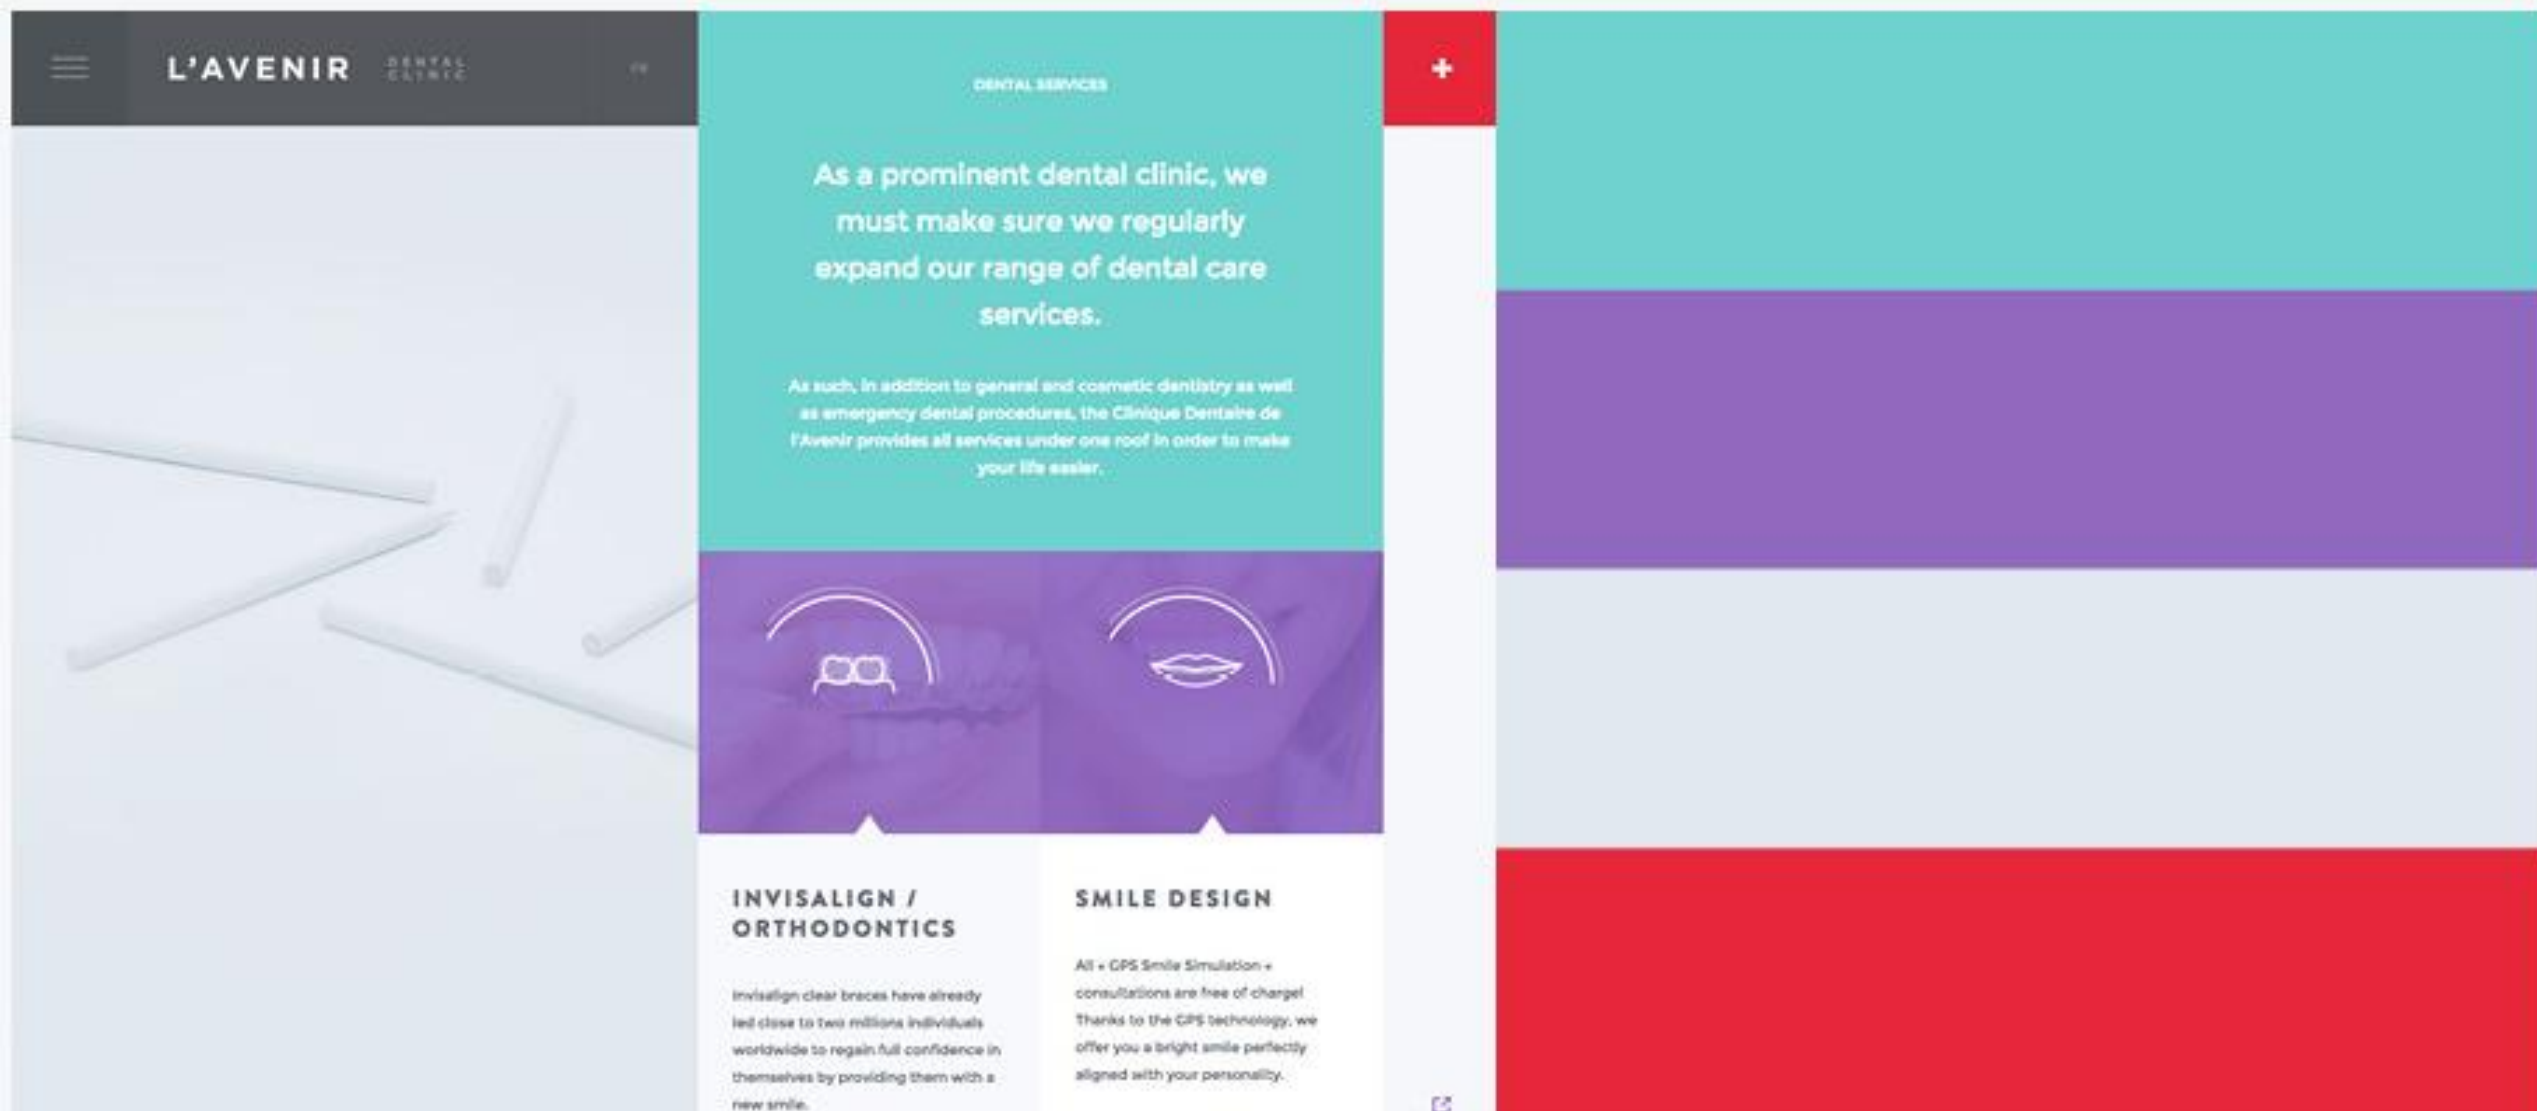 L'AVENIR DENTAL
CLINIC
DENTAL SERVICES
As a prominent dental clinic, we
must make sure we regularly
expand our range of dental care
services.
As such, in addition to general and cosmetic dentistry as well
as emergency dental procedures, the Clinique Dentaire de
l'Avenir provides all services under one roof in order to make
your life easier.
INVISALIGN /
ORTHODONTICS
Invisalign clear braces have already
led close to two millions individuals
worldwide to regain full confidence in
themselves by providing them with a
new smile.
SMILE DESIGN
All « GPS Smile Simulation »
consultations are free of charge!
Thanks to the GPS technology, we
offer you a bright smile perfectly
aligned with your personality.